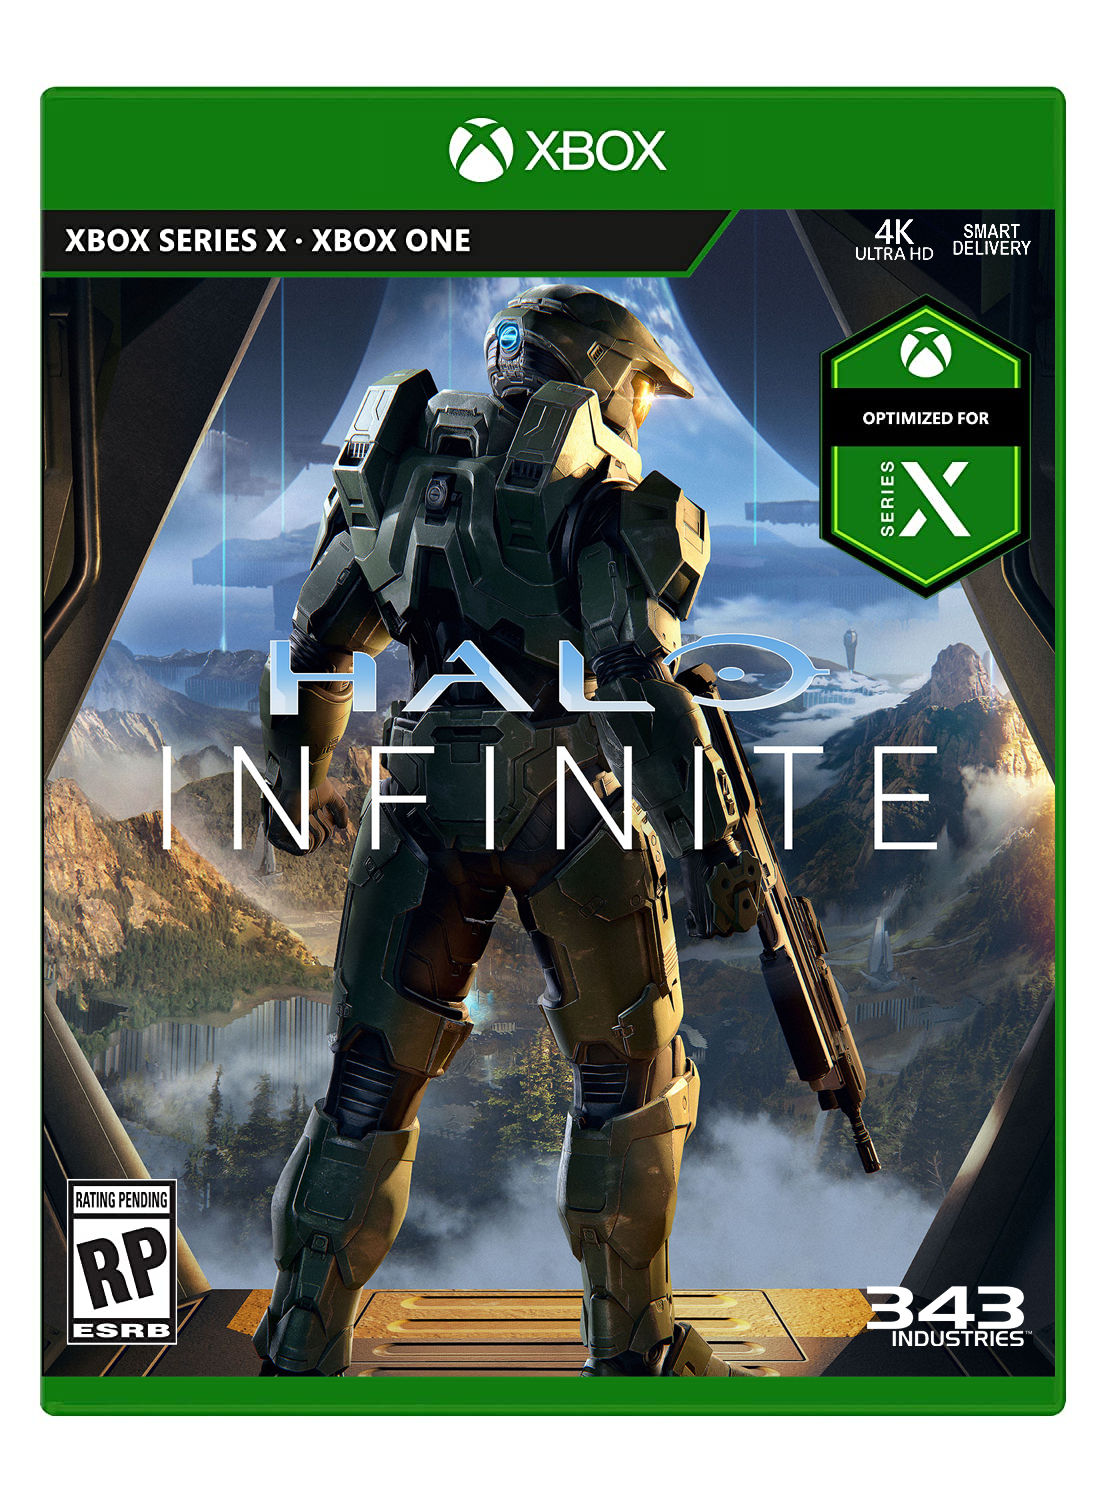 XBOX
XBOX SERIES X · XBOX ONE
4K
ULTRA HD
SMART
DELIVERY
OPTIMIZED FOR
SERIES
X
HALO
INFINITE
RATING PENDING
RP
ESRB
343
INDUSTRIES™